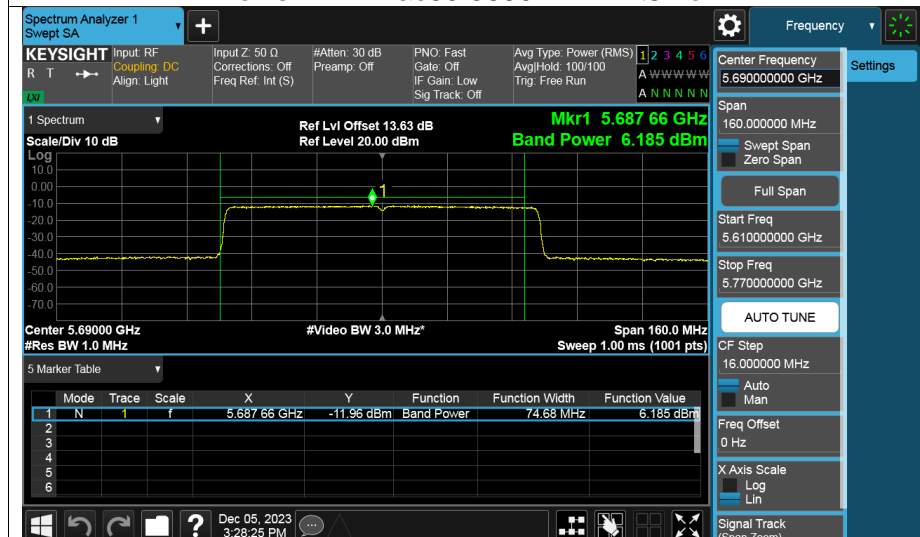 Spectrum Analyzer 1
Swept SA
+
Frequency
KEYSIGHT
R T
LXI
Input: RF
Coupling: DC
Align: Light
Input Z: 50 Ω
Corrections: Off
Freq Ref: Int (S)
#Atten: 30 dB
Preamp: Off
PNO: Fast
Gate: Off
IF Gain: Low
Sig Track: Off
Avg Type: Power (RMS)
Avg|Hold: 100/100
Trig: Free Run
1 2 3 4 5 6
A W W W W W
A N N N N N
Center Frequency
5.690000000 GHz
Settings
Span
160.000000 MHz
Swept Span
Zero Span
Full Span
Start Freq
5.610000000 GHz
Stop Freq
5.770000000 GHz
AUTO TUNE
CF Step
16.000000 MHz
Auto
Man
Freq Offset
0 Hz
X Axis Scale
Log
Lin
Signal Track
(Span Zoom)
1 Spectrum
Scale/Div 10 dB
Ref Lvl Offset 13.63 dB
Ref Level 20.00 dBm
Mkr1 5.687 66 GHz
Band Power 6.185 dBm
Log
10.0
0.00
-10.0
-20.0
-30.0
-40.0
-50.0
-60.0
-70.0
1
Center 5.69000 GHz
#Res BW 1.0 MHz
#Video BW 3.0 MHz*
Span 160.0 MHz
Sweep 1.00 ms (1001 pts)
5 Marker Table
Mode Trace Scale X Y Function Function Width Function Value
1 N 1 f 5.687 66 GHz -11.96 dBm Band Power 74.68 MHz 6.185 dBm
2
3
4
5
6
?
Dec 05, 2023
3:28:25 PM